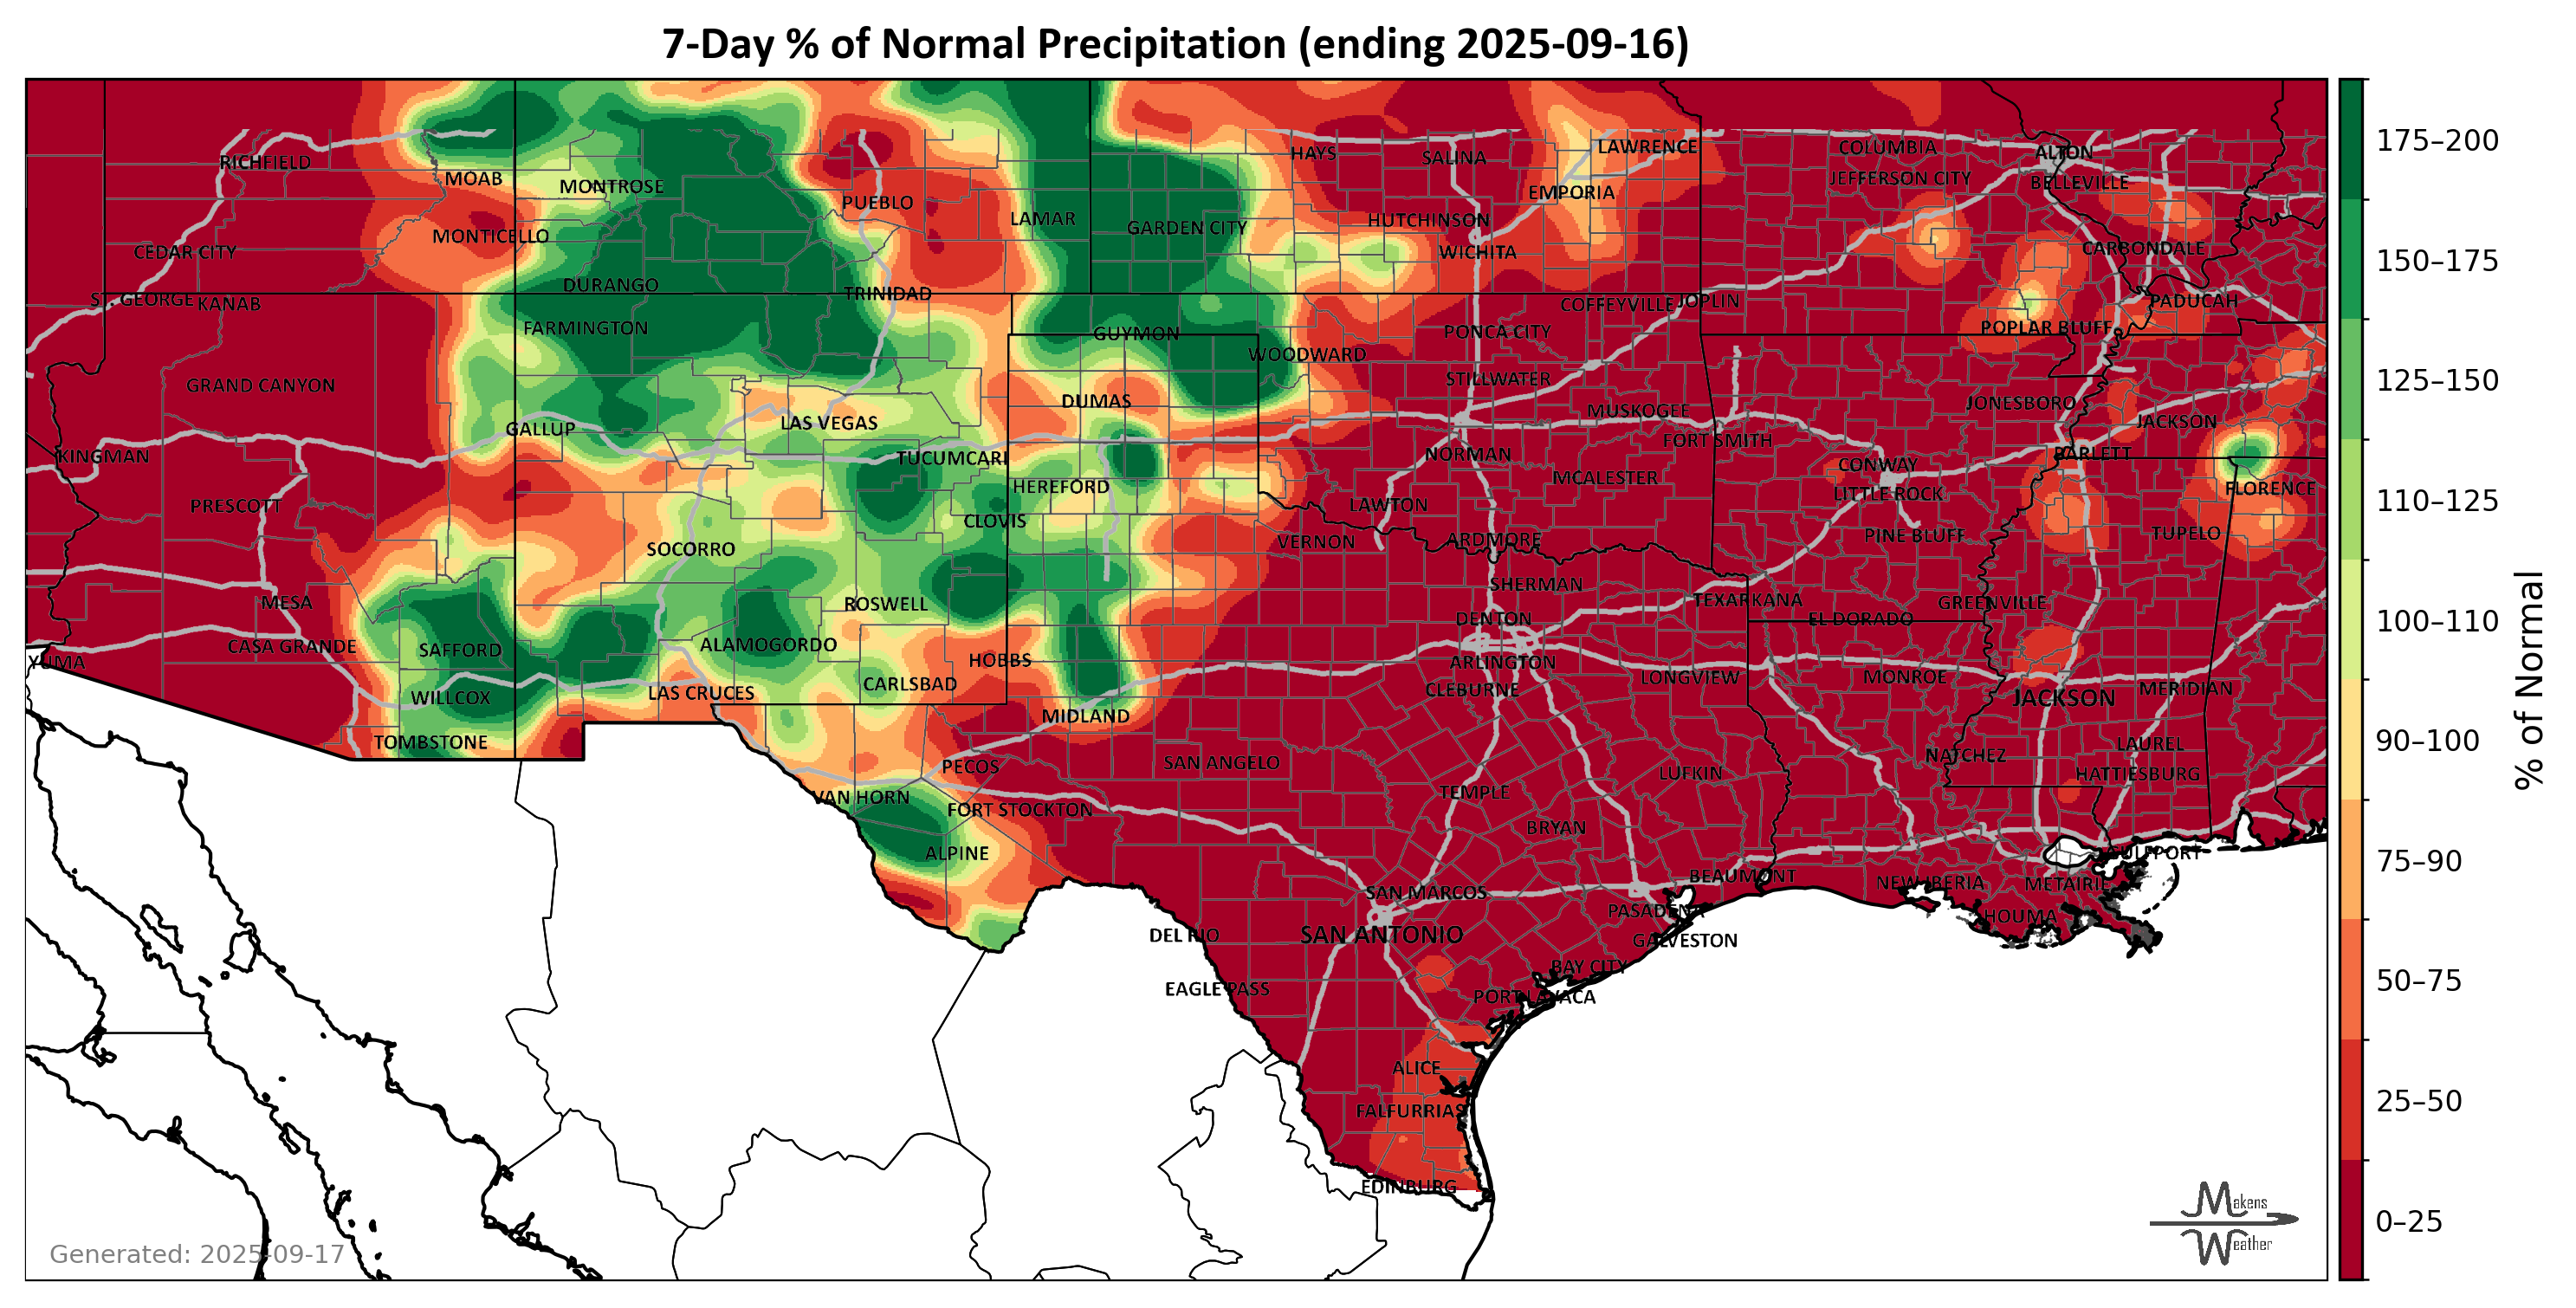 7-Day % of Normal Precipitation (ending 2025-09-16)
HAYS
SALINA
LAWRENCE
COLUMBIA
ALTON
RICHFIELD
MOAB
MONTROSE
JEFFERSON CITY
BELLEVILLE
EMPORIA
PUEBLO
LAMAR
GARDEN CITY
HUTCHINSON
MONTICELLO
CEDAR CITY
WICHITA
CARBONDALE
DURANGO
TRINIDAD
ST. GEORGE
KANAB
COFFEYVILLE
JOPLIN
PADUCAH
FARMINGTON
GUYMON
PONCA CITY
POPLAR BLUFF
WOODWARD
GRAND CANYON
STILLWATER
DUMAS
MUSKOGEE
JONESBORO
LAS VEGAS
JACKSON
GALLUP
FORT SMITH
KINGMAN
TUCUMCARI
NORMAN
BARLETT
CONWAY
HEREFORD
MCALESTER
LITTLE ROCK
FLORENCE
PRESCOTT
LAWTON
CLOVIS
PINE BLUFF
TUPELO
SOCORRO
VERNON
ARDMORE
SHERMAN
MESA
ROSWELL
TEXARKANA
GREENVILLE
DENTON
EL DORADO
CASA GRANDE
SAFFORD
ALAMOGORDO
YUMA
HOBBS
ARLINGTON
WILLCOX
LAS CRUCES
CARLSBAD
CLEBURNE
LONGVIEW
MONROE
JACKSON
MERIDIAN
MIDLAND
TOMBSTONE
PECOS
SAN ANGELO
LUFKIN
NATCHEZ
LAUREL
HATTIESBURG
VAN HORN
FORT STOCKTON
TEMPLE
BRYAN
ALPINE
GULFPORT
SAN MARCOS
BEAUMONT
NEW IBERIA
METAIRIE
PASADENA
HOUMA
DEL RIO
SAN ANTONIO
GALVESTON
BAY CITY
EAGLE PASS
PORT LAVACA
ALICE
FALFURRIAS
EDINBURG
Generated: 2025-09-17
Makens
Weather
175–200
150–175
125–150
110–125
100–110
90–100
75–90
50–75
25–50
0–25
% of Normal